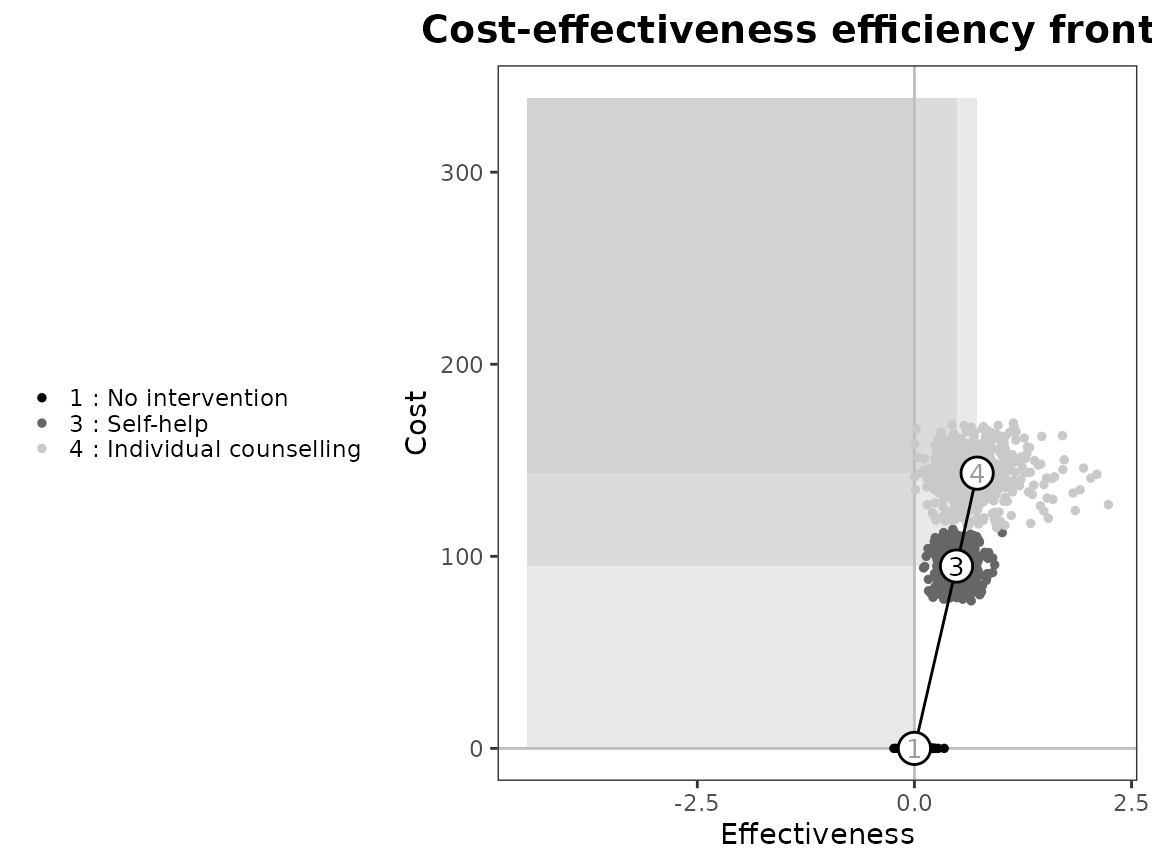 Cost-effectiveness efficiency front
300
200
100
0
Cost
1 : No intervention
3 : Self-help
4 : Individual counselling
4
3
1
-2.5
0.0
2.5
Effectiveness